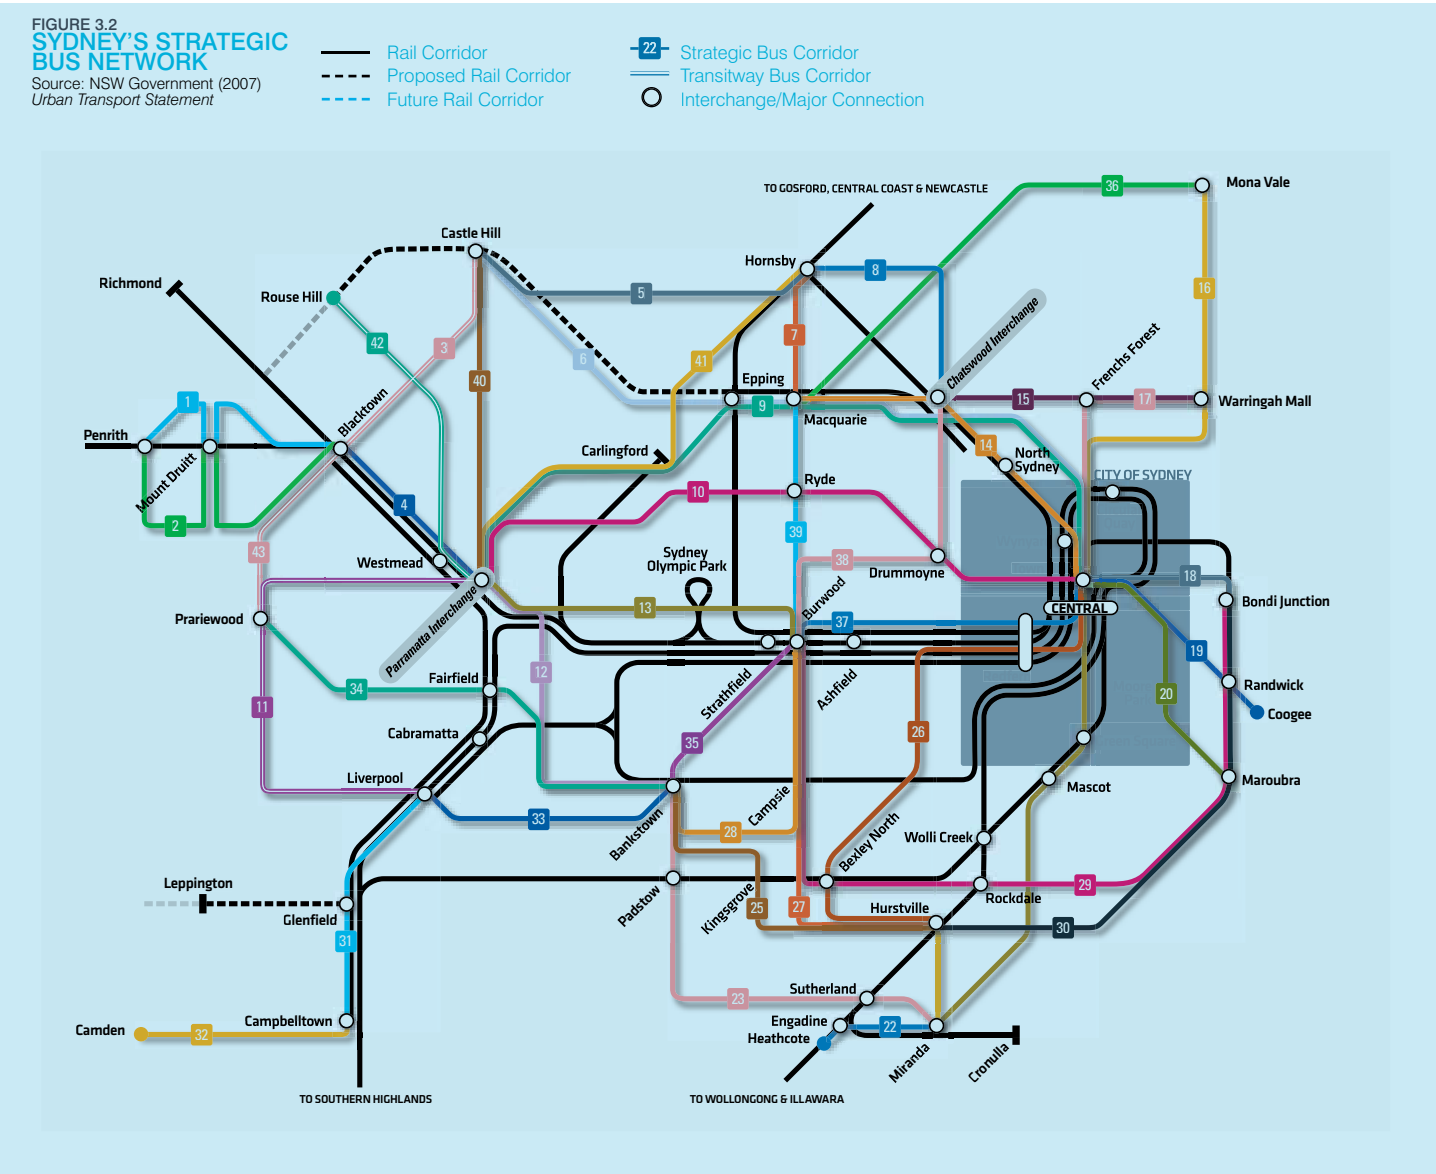 FIGURE 3.2
SYDNEY'S STRATEGIC
BUS NETWORK
Source: NSW Government (2007)
Urban Transport Statement
Rail Corridor
Proposed Rail Corridor
Future Rail Corridor
22 Strategic Bus Corridor
Transitway Bus Corridor
Interchange/Major Connection
TO GOSFORD, CENTRAL COAST & NEWCASTLE
36
Mona Vale
Castle Hill
Hornsby
8
Richmond
Rouse Hill
5
16
42
3
7
Chatswood Interchange
6
41
40
Epping
Frenchs Forest
1
9
15
17
Warringah Mall
Blacktown
Macquarie
Penrith
Mount Druitt
Carlingford
14
North
Sydney
CITY OF SYDNEY
Ryde
10
4
2
39
43
Westmead
Sydney
Olympic Park
38
Drummoyne
18
Parramatta Interchange
13
Burwood
37
CENTRAL
Bondi Junction
Prariewood
19
12
Fairfield
34
Strathfield
Ashfield
20
Randwick
11
Coogee
Cabramatta
35
26
Liverpool
Mascot
Maroubra
33
Bankstown
28
Campsie
Bexley North
Wolli Creek
Leppington
Padstow
Kingsgrove
29
Rockdale
25
27
Hurstville
Glenfield
30
31
Sutherland
23
Camden
32
Campbelltown
Engadine
22
Heathcote
Miranda
Cronulla
TO SOUTHERN HIGHLANDS
TO WOLLONGONG & ILLAWARA